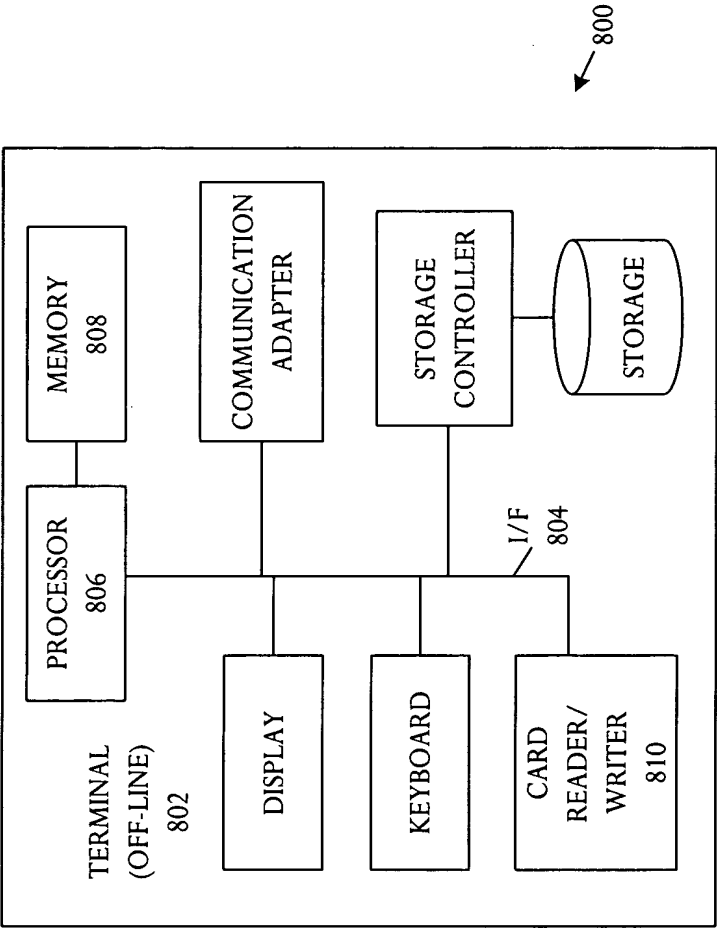 TERMINAL
(OFF-LINE)
802
PROCESSOR
806
MEMORY
808
DISPLAY
COMMUNICATION
ADAPTER
KEYBOARD
STORAGE
CONTROLLER
CARD
READER/
WRITER
810
I/F
804
STORAGE
800